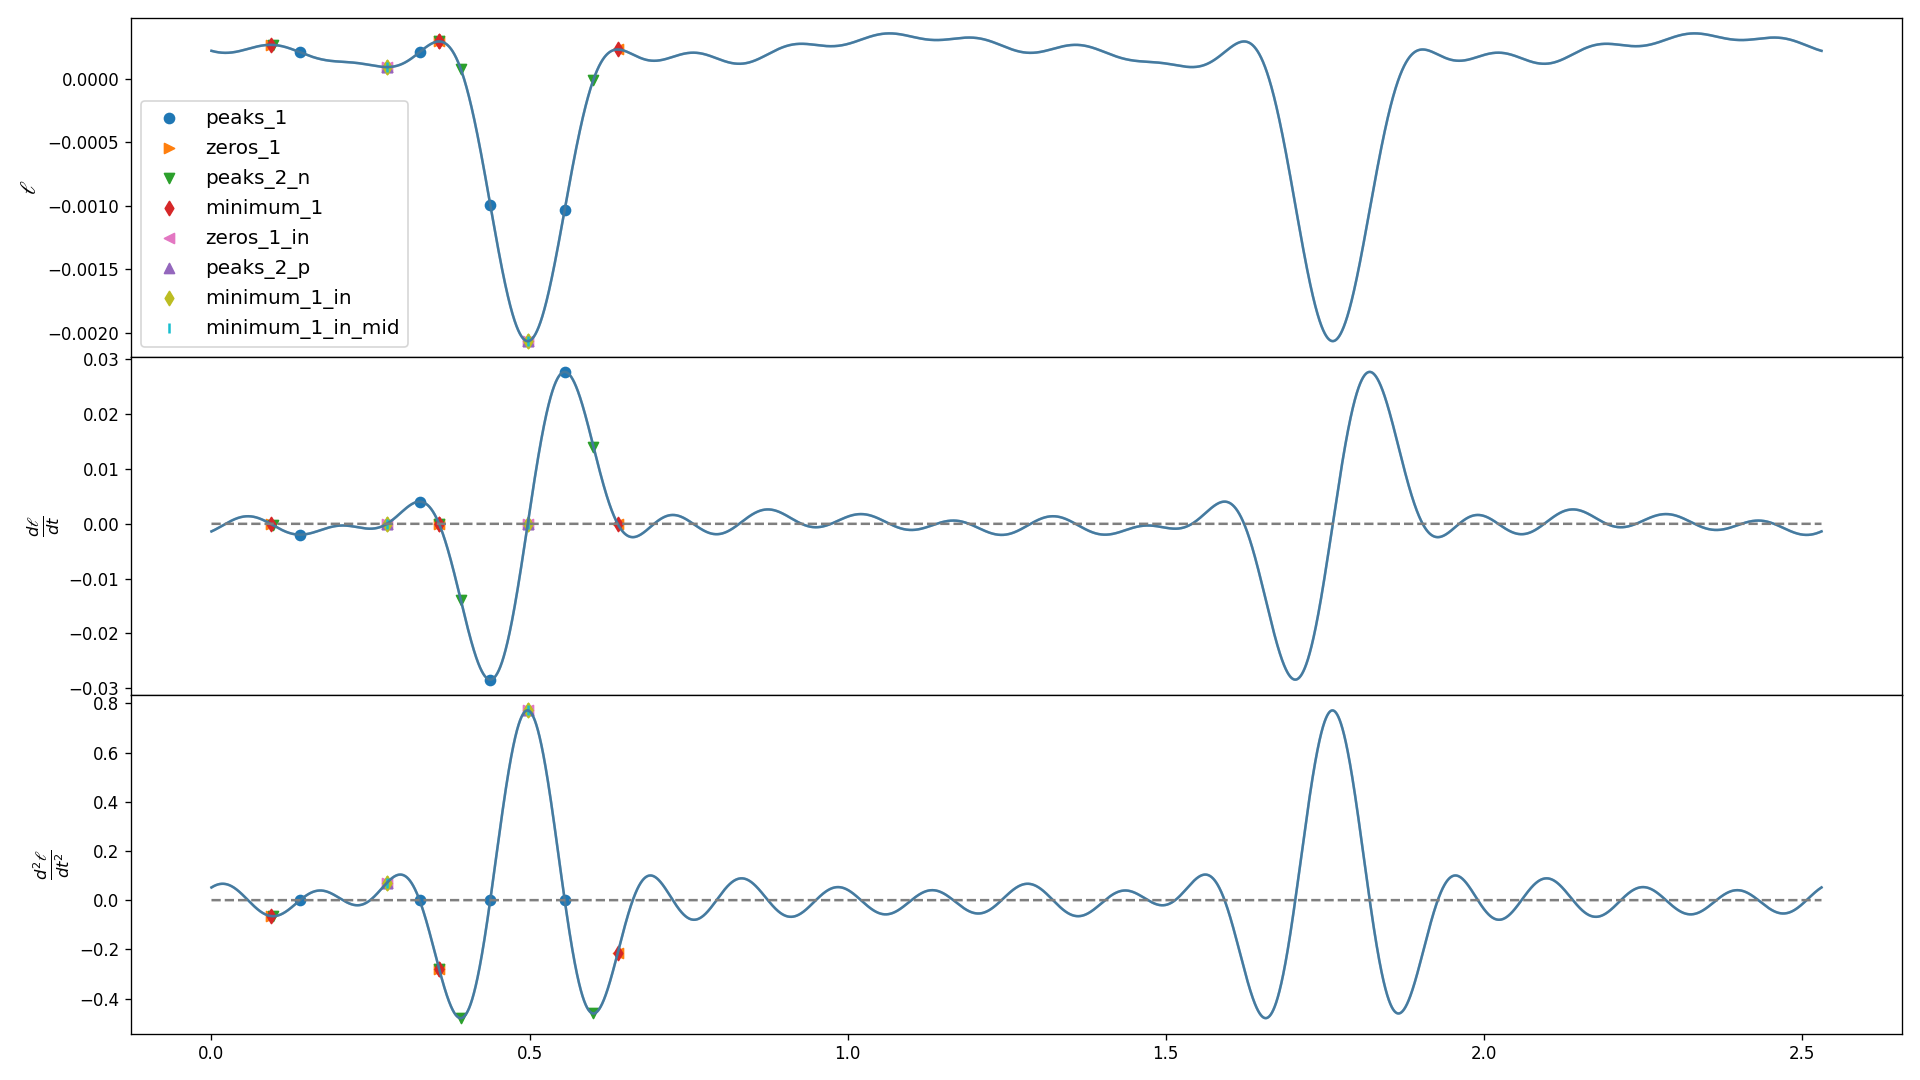 0.0000
−0.0005
−0.0010
−0.0015
−0.0020
ℓ
peaks_1
zeros_1
peaks_2_n
minimum_1
zeros_1_in
peaks_2_p
minimum_1_in
minimum_1_in_mid
0.03
0.02
0.01
0.00
−0.01
−0.02
−0.03
dℓ
dt
0.8
0.6
0.4
0.2
0.0
−0.2
−0.4
d²ℓ
dt²
0.0 0.5 1.0 1.5 2.0 2.5